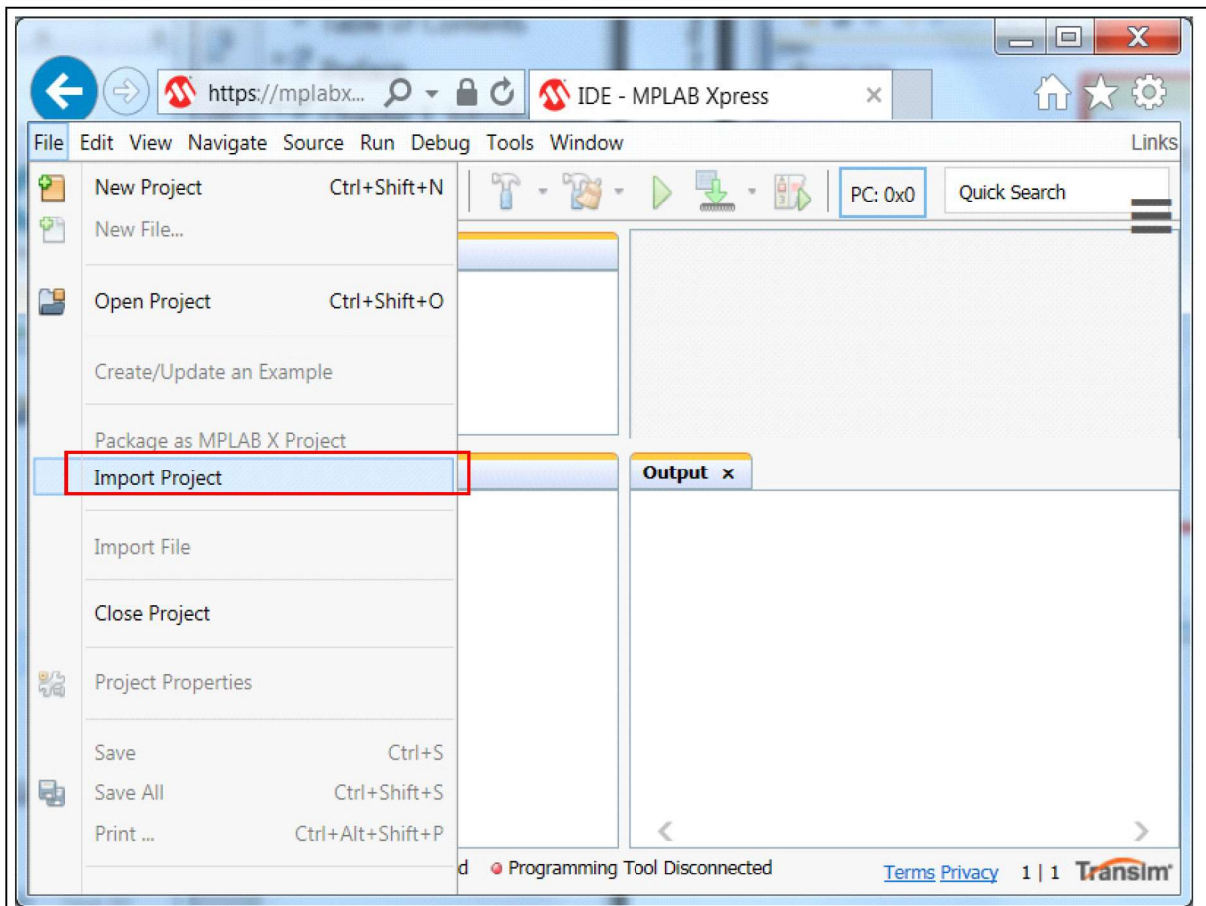 https://mplabx...
IDE - MPLAB Xpress
File Edit View Navigate Source Run Debug Tools Window
Links
New Project Ctrl+Shift+N
PC: 0x0
Quick Search
New File...
Open Project Ctrl+Shift+O
Create/Update an Example
Package as MPLAB X Project
Import Project
Output x
Import File
Close Project
Project Properties
Save Ctrl+S
Save All Ctrl+Shift+S
Print ... Ctrl+Alt+Shift+P
d Programming Tool Disconnected
Terms Privacy 1 | 1 Transim